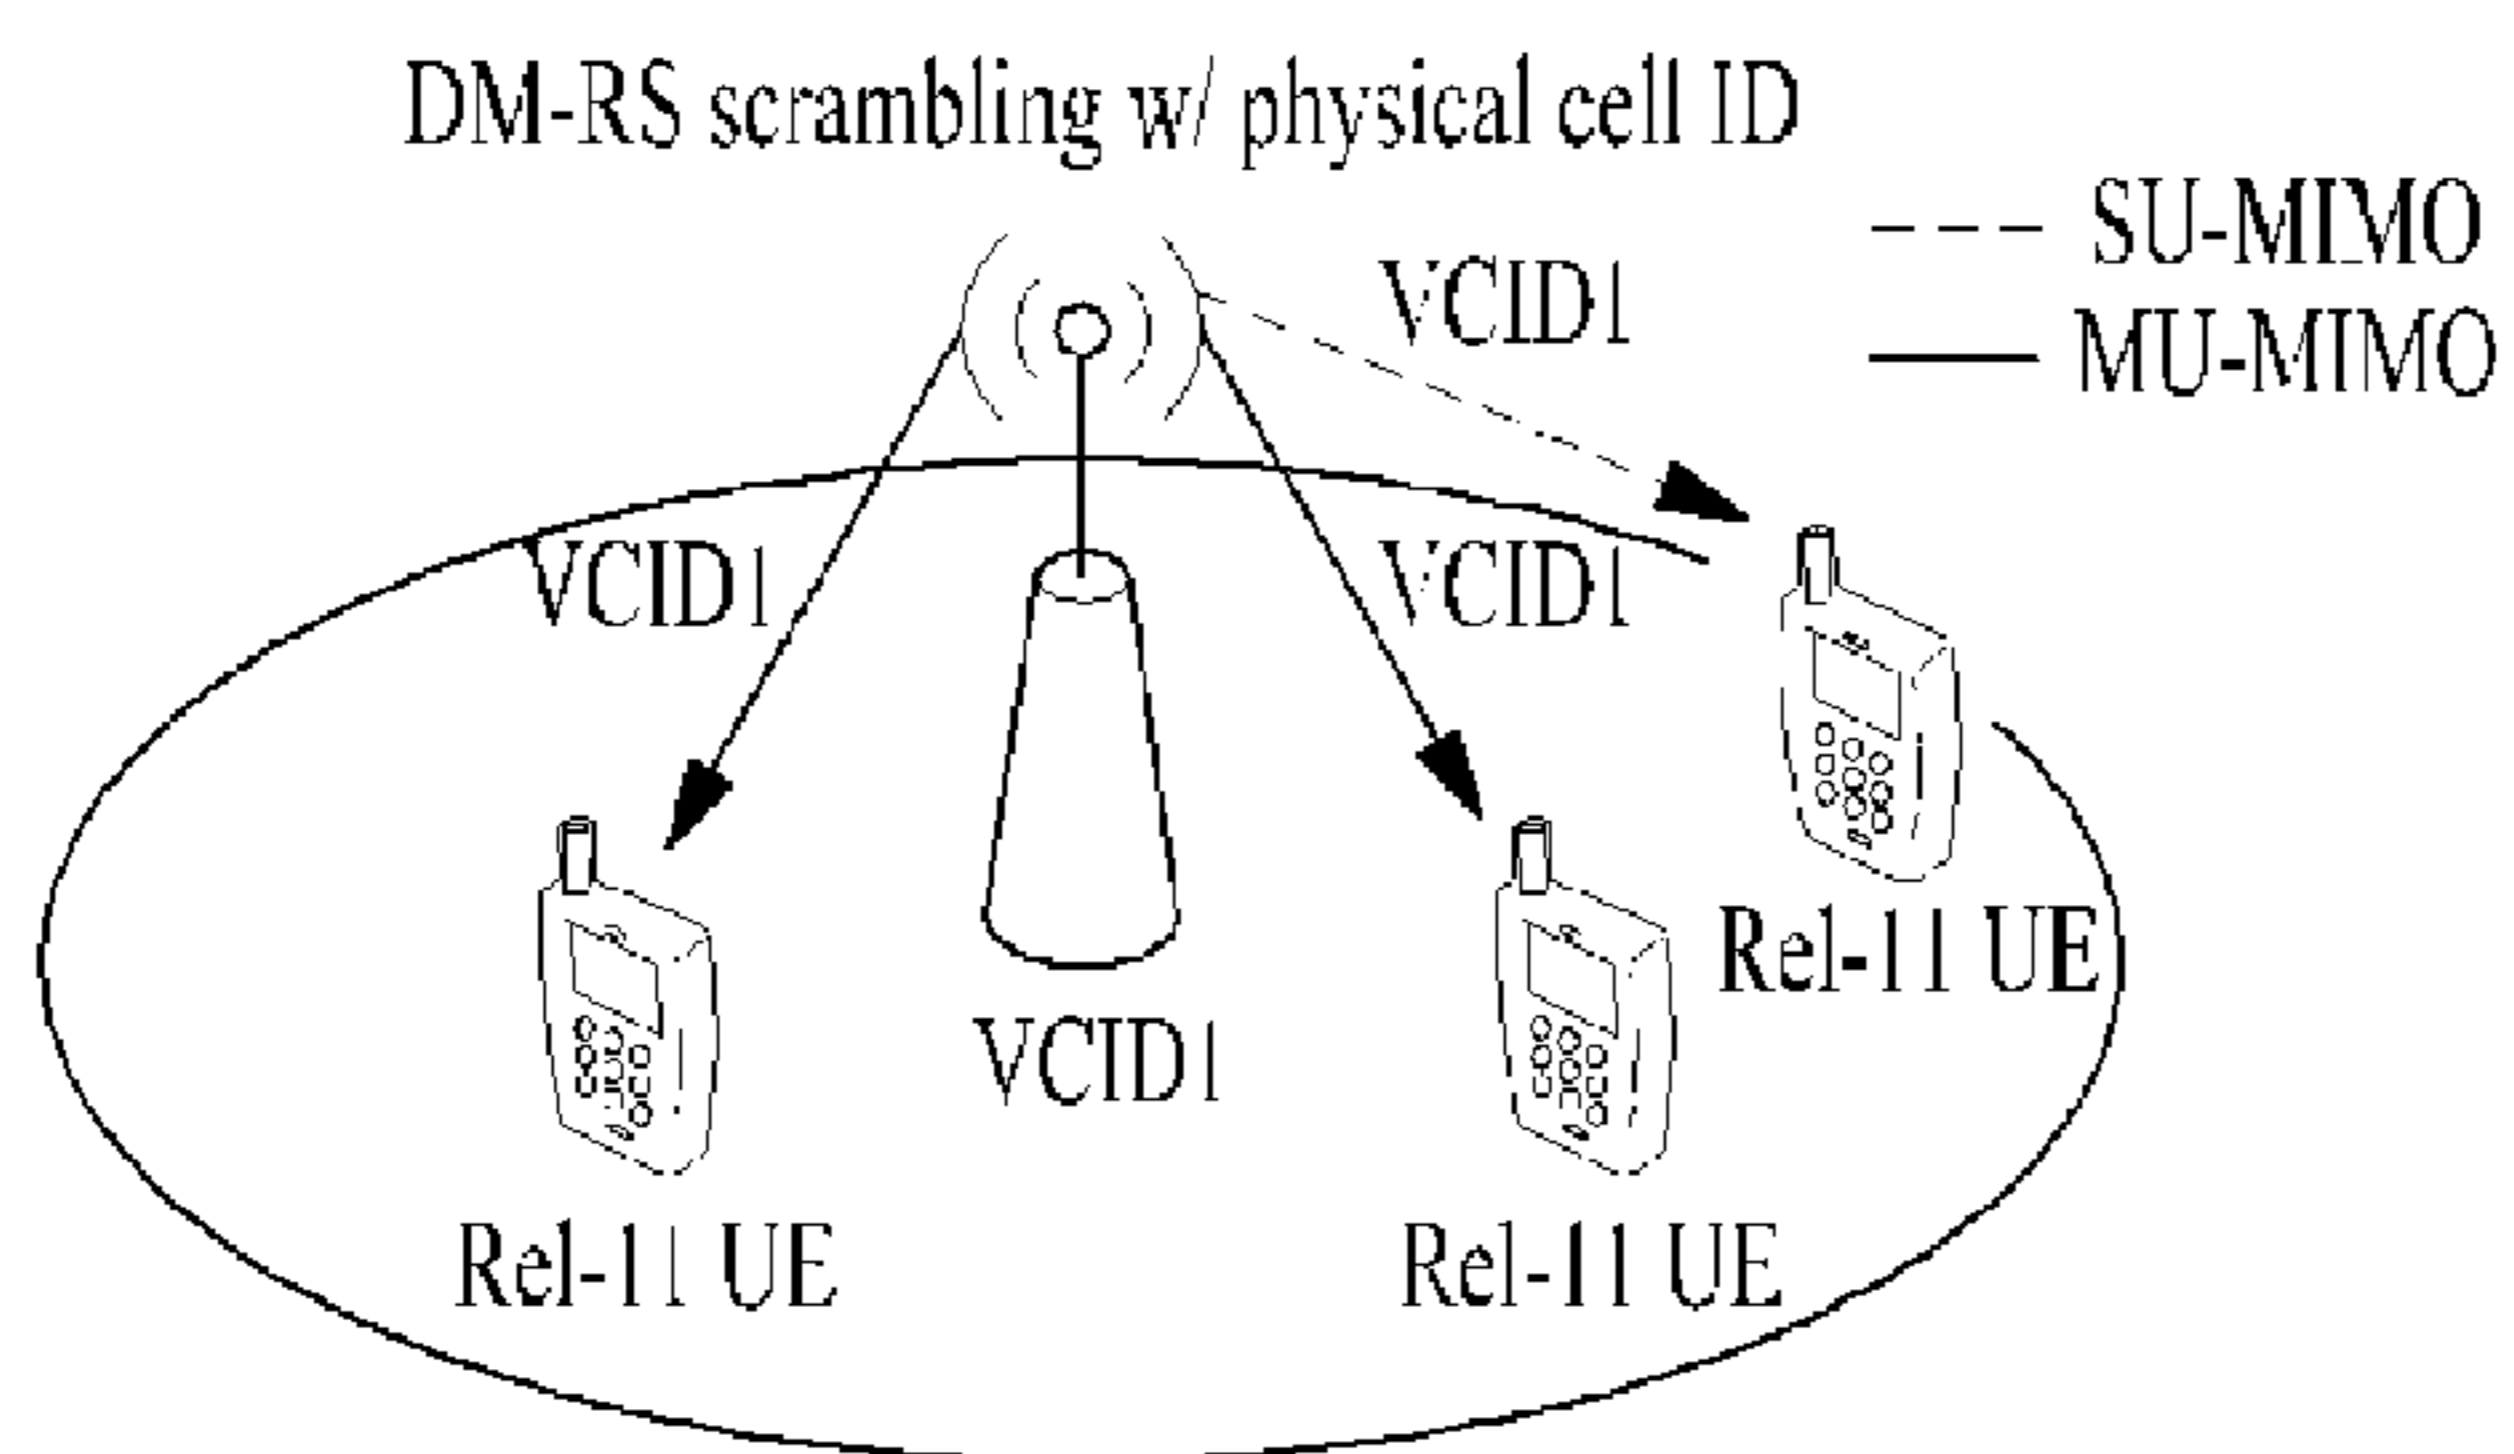 DM-RS scrambling w/ physical cell ID
SU-MIMO
VCID1
MU-MIMO
VCID1
VCID1
Rel-11 UE
VCID1
Rel-11 UE
Rel-11 UE